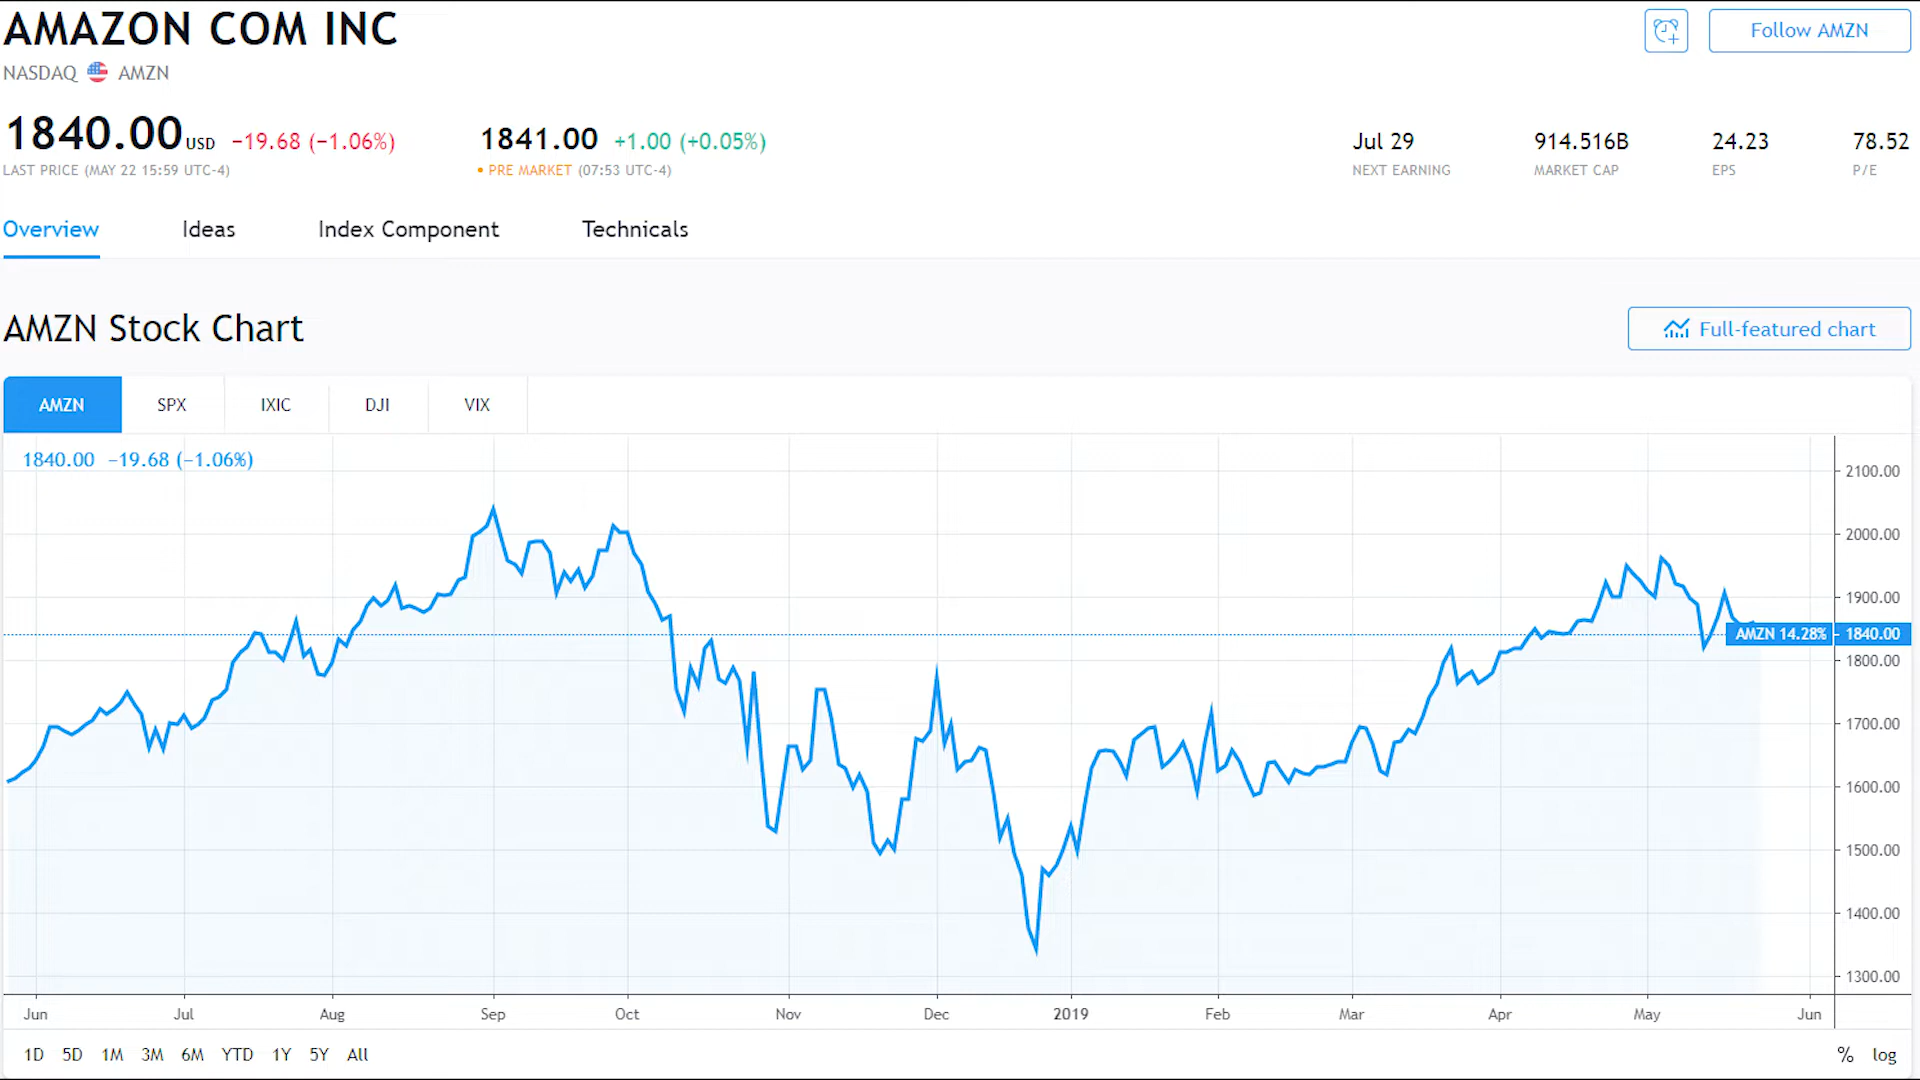 AMAZON COM INC
Follow AMZN
NASDAQ AMZN
1840.00 USD −19.68 (−1.06%) 1841.00 +1.00 (+0.05%) Jul 29 914.516B 24.23 78.52
LAST PRICE (MAY 22 15:59 UTC-4) • PRE MARKET (07:53 UTC-4) NEXT EARNING MARKET CAP EPS P/E
Overview Ideas Index Component Technicals
AMZN Stock Chart Full-featured chart
AMZN SPX IXIC DJI VIX
1840.00 −19.68 (−1.06%)
2100.00
2000.00
1900.00
AMZN 14.28% 1840.00
1800.00
1700.00
1600.00
1500.00
1400.00
1300.00
Jun Jul Aug Sep Oct Nov Dec 2019 Feb Mar Apr May Jun
1D 5D 1M 3M 6M YTD 1Y 5Y All % log